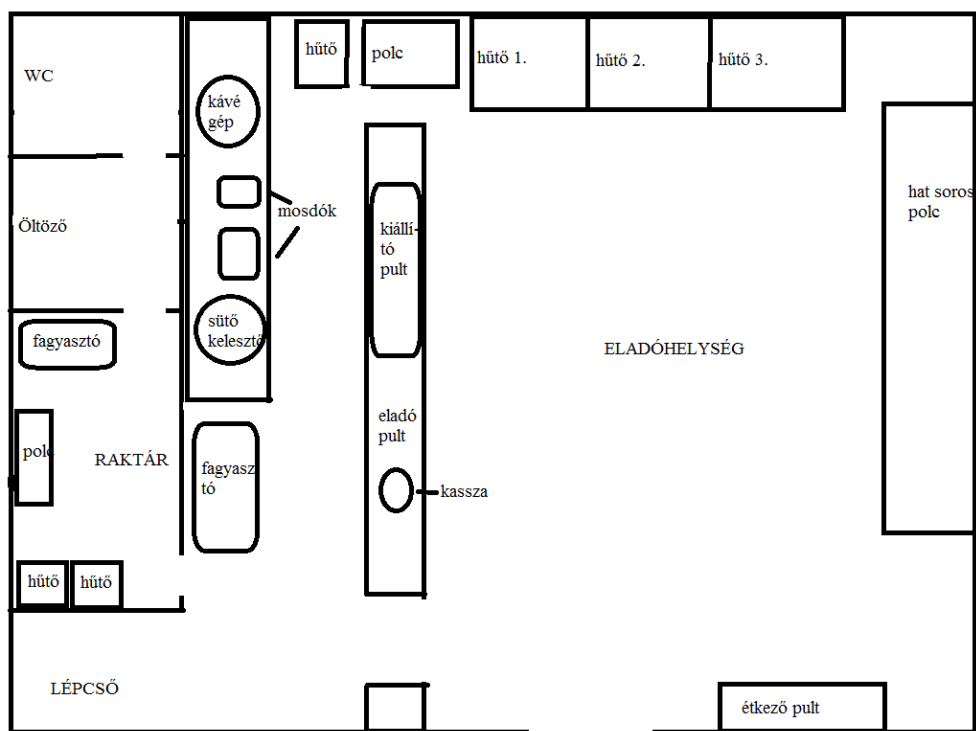 WC
Öltöző
fagyasztó
polc
RAKTÁR
hűtő
hűtő
LÉPCSŐ
kávé
gép
mosdók
sütő
kelesztő
fagyasz
tó
hűtő
polc
kiállí-
tó
pult
eladó
pult
kassza
hűtő 1.
hűtő 2.
hűtő 3.
hat soros
polc
ELADÓHELYSÉG
étkező pult